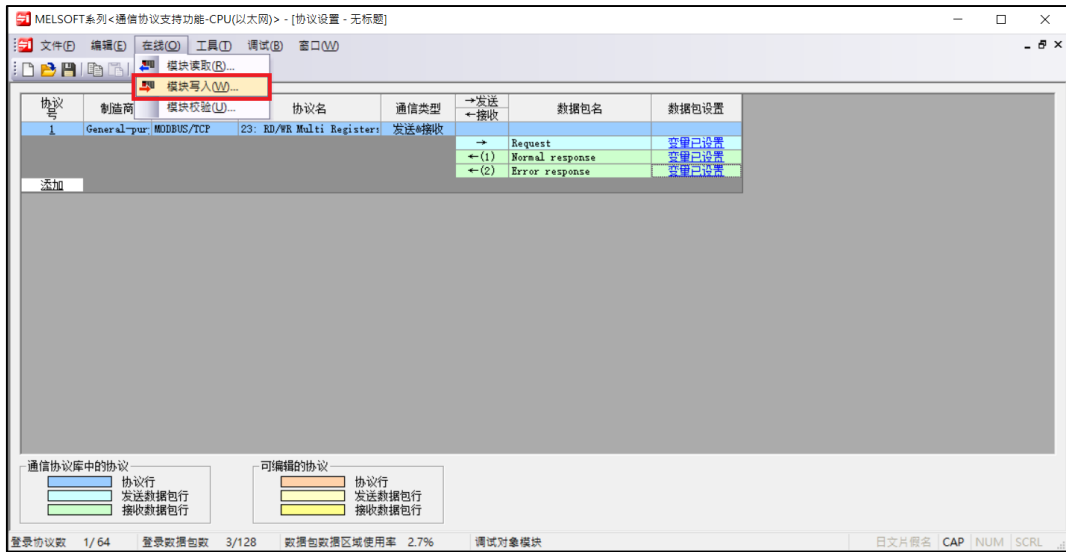 MELSOFT系列<通信协议支持功能-CPU(以太网)> - [协议设置 - 无标题]
文件(F) 编辑(E) 在线(O) 工具(T) 调试(B) 窗口(W)
模块读取(R)...
模块写入(W)...
模块校验(U)...
协议号 制造商 协议名 通信类型 →发送 ←接收 数据包名 数据包设置
1 General-pur MODBUS/TCP 23: RD/WR Multi Registers 发送&接收
→ Request 变量已设置
←(1) Normal response 变量已设置
←(2) Error response 变量已设置
添加
通信协议库中的协议 可编辑的协议
协议行 协议行
发送数据包行 发送数据包行
接收数据包行 接收数据包行
登录协议数 1/ 64 登录数据包数 3/128 数据包数据区域使用率 2.7% 调试对象模块 日文片假名 CAP NUM SCRL